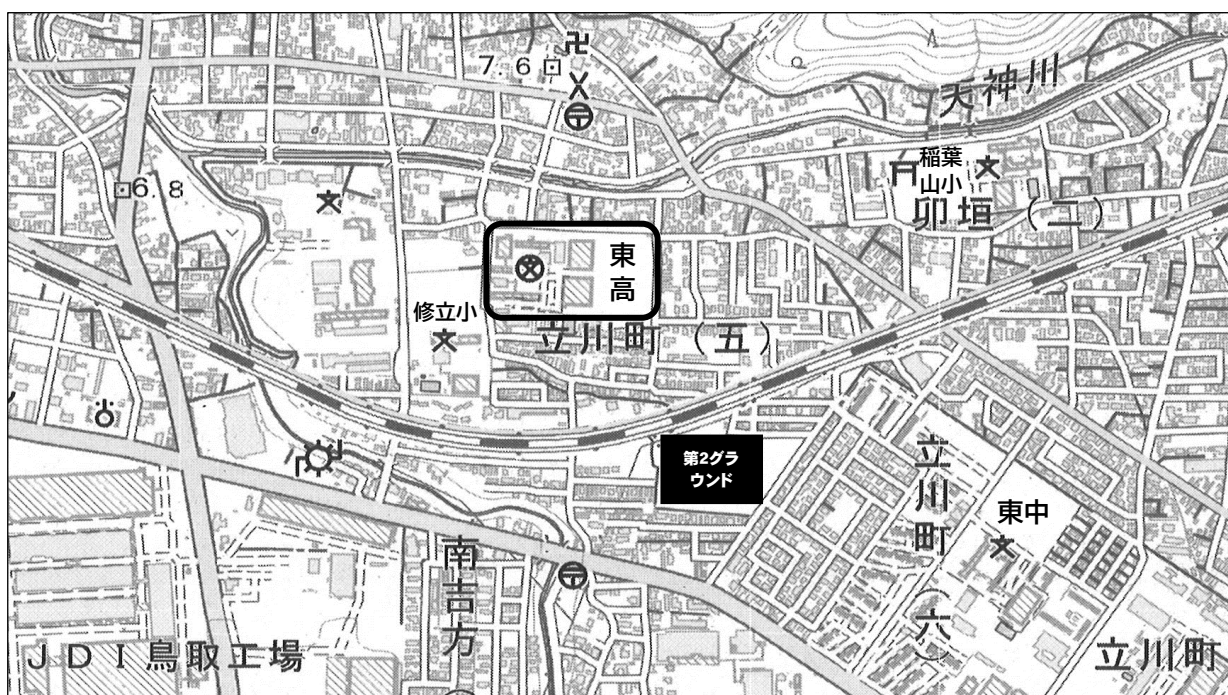 7.6
天神川
6.8
稲葉
山小
卯垣(二)
東
高
修立小
立川町(五)
第2グラ
ウンド
立川町(六)
東中
南吉方
JDI鳥取工場
立川町